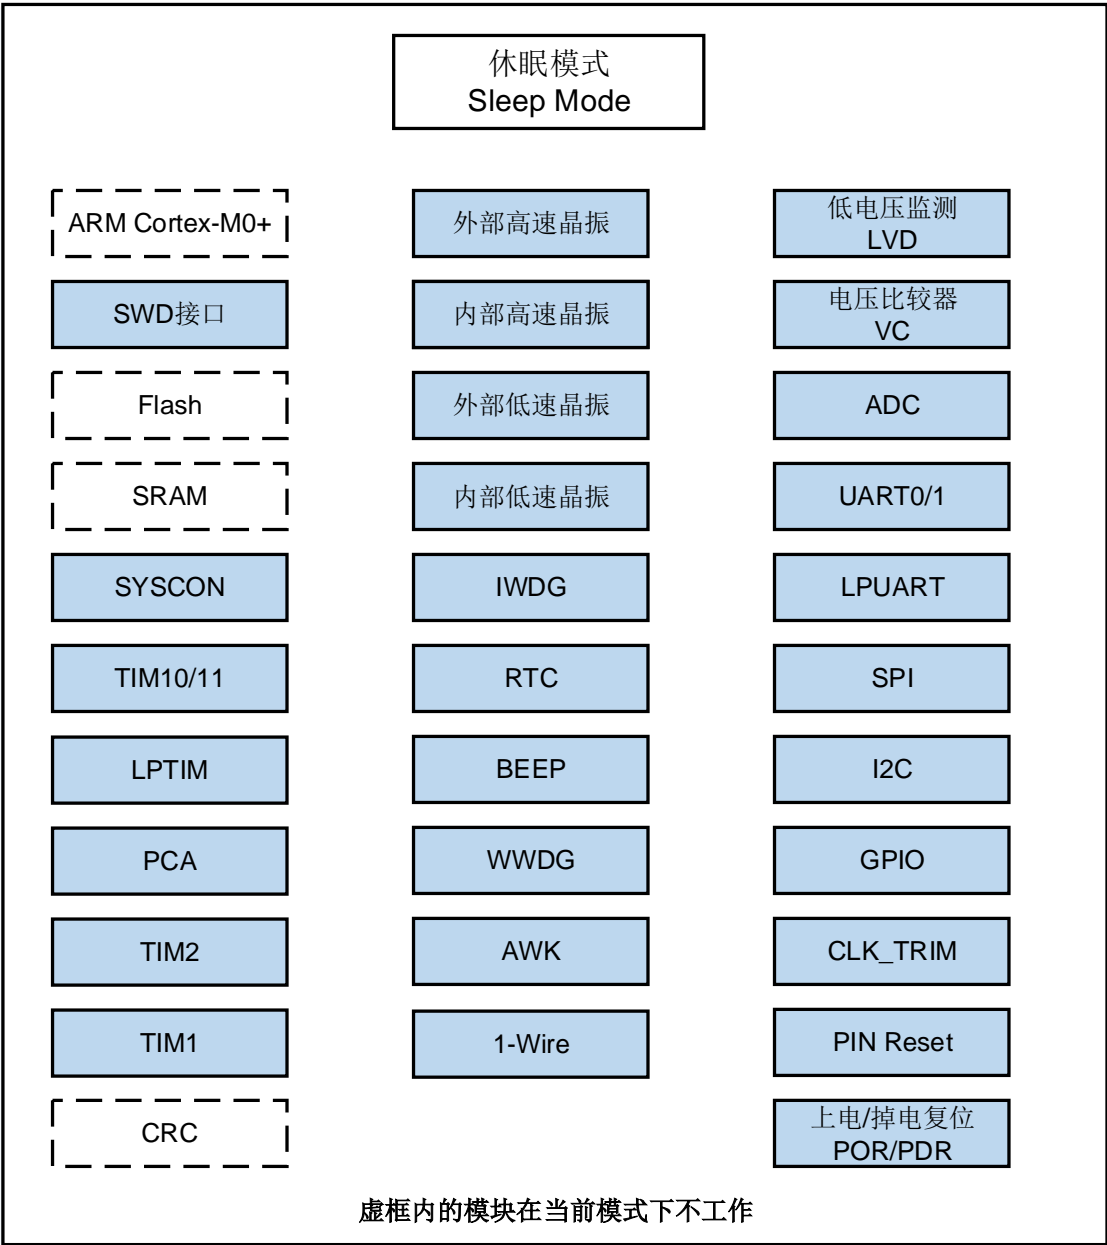 休眠模式
Sleep Mode
ARM Cortex-M0+
外部高速晶振
低电压监测
LVD
SWD接口
内部高速晶振
电压比较器
VC
Flash
外部低速晶振
ADC
SRAM
内部低速晶振
UART0/1
SYSCON
IWDG
LPUART
TIM10/11
RTC
SPI
LPTIM
BEEP
I2C
PCA
WWDG
GPIO
TIM2
AWK
CLK_TRIM
TIM1
1-Wire
PIN Reset
CRC
上电/掉电复位
POR/PDR
虚框内的模块在当前模式下不工作